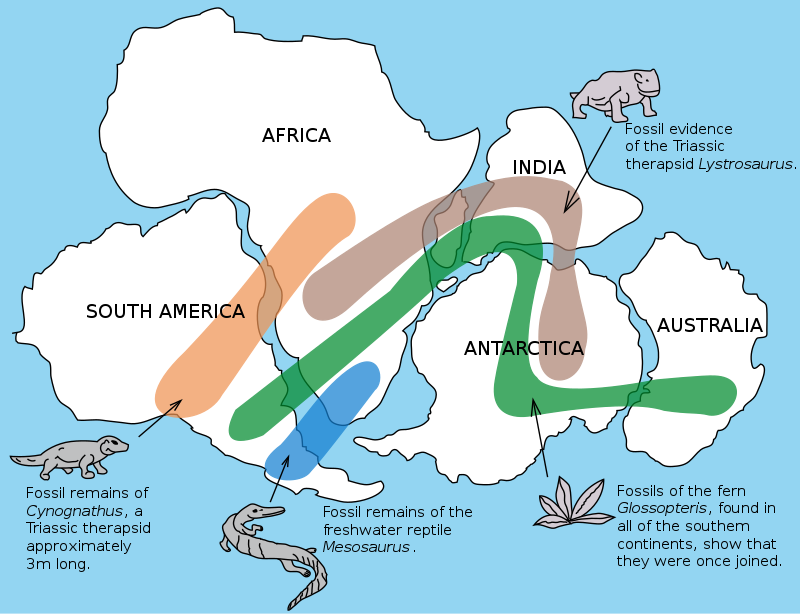 AFRICA
INDIA
Fossil evidence
of the Triassic
therapsid Lystrosaurus.
SOUTH AMERICA
ANTARCTICA
AUSTRALIA
Fossil remains of
Cynognathus, a
Triassic therapsid
approximately
3m long.
Fossil remains of the
freshwater reptile
Mesosaurus.
Fossils of the fern
Glossopteris, found in
all of the southern
continents, show that
they were once joined.